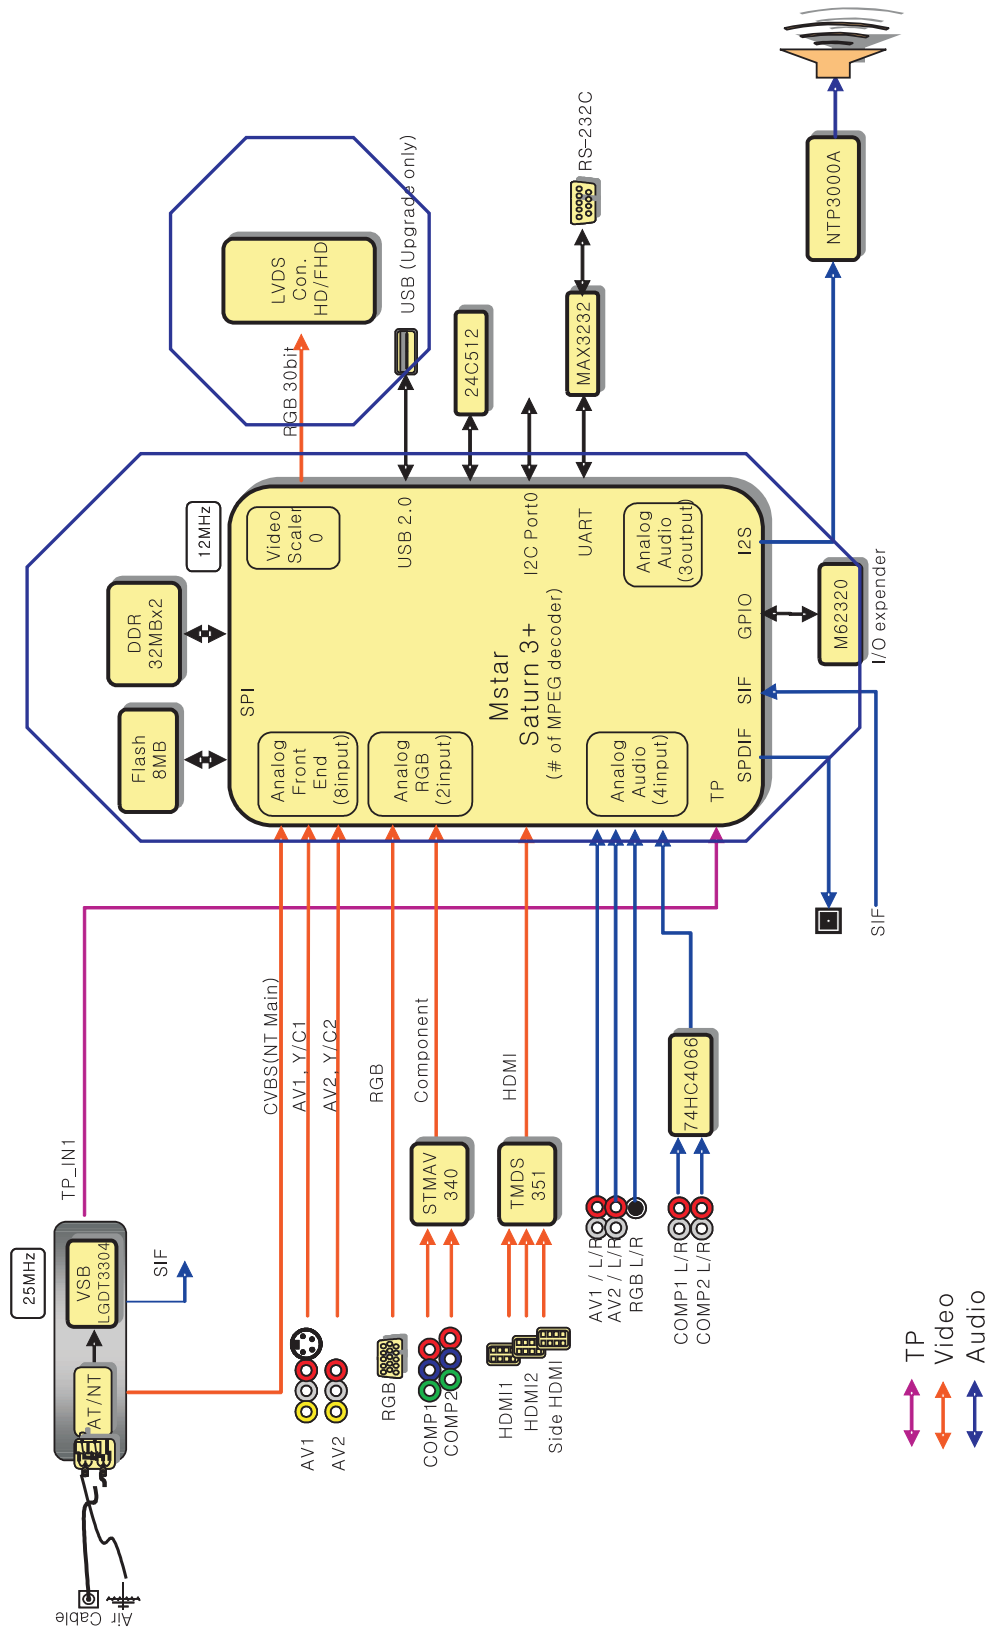 Air
Cable
AT/NT
VSB
LGDT3304
25MHz
SIF
TP_IN1
AV1
AV2
RGB
COMP1
COMP2
HDMI1
HDMI2
Side HDMI
AV1 / L/R
AV2 / L/R
RGB L/R
COMP1 L/R
COMP2 L/R
CVBS(NT Main)
AV1, Y/C1
AV2, Y/C2
RGB
Component
HDMI
STMAV
340
TMDS
351
74HC4066
SIF
Flash
8MB
DDR
32MBx2
12MHz
SPI
Analog
Front
End
(8input)
Analog
RGB
(2input)
Analog
Audio
(4input)
TP
Video
Scaler
0
USB 2.0
I2C Port0
UART
Analog
Audio
(3output)
Mstar
Saturn 3+
(# of MPEG decoder)
SPDIF
SIF
GPIO
I2S
M62320
I/O expender
RGB 30bit
LVDS
Con.
HD/FHD
USB (Upgrade only)
24C512
MAX3232
RS-232C
NTP3000A
TP
Video
Audio